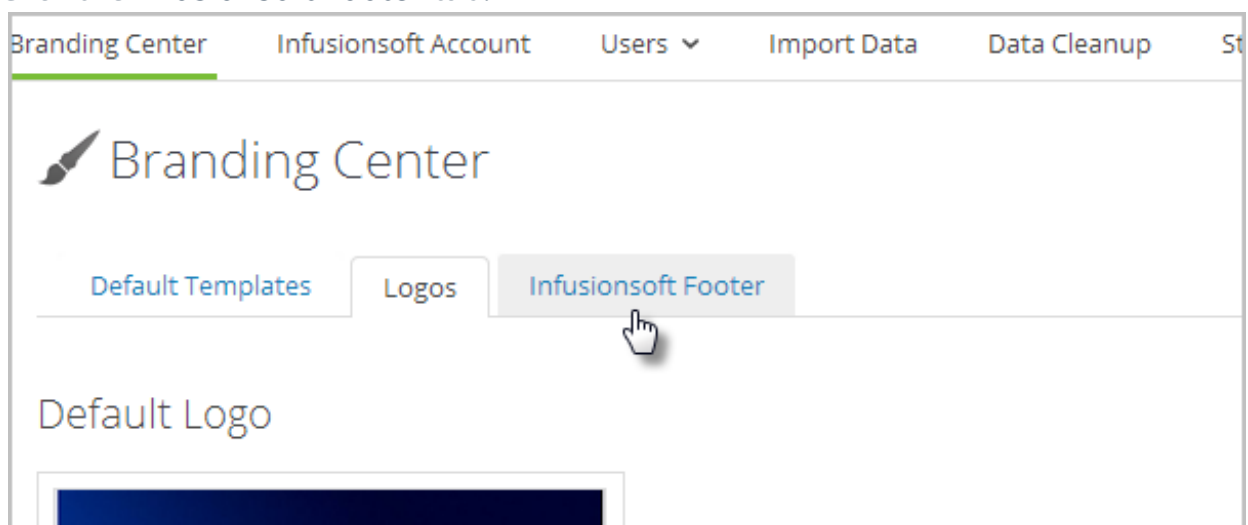 Branding Center Infusionsoft Account Users Import Data Data Cleanup
Branding Center
Default Templates Logos Infusionsoft Footer
Default Logo